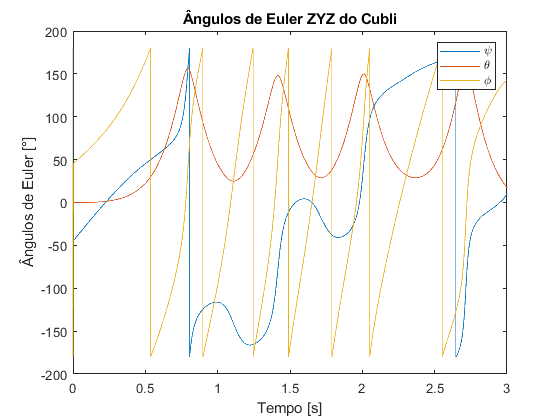 Ângulos de Euler ZYZ do Cubli
200
150
100
50
0
-50
-100
-150
-200
Ângulos de Euler [°]
ψ
θ
ϕ
0
0.5
1
1.5
2
2.5
3
Tempo [s]